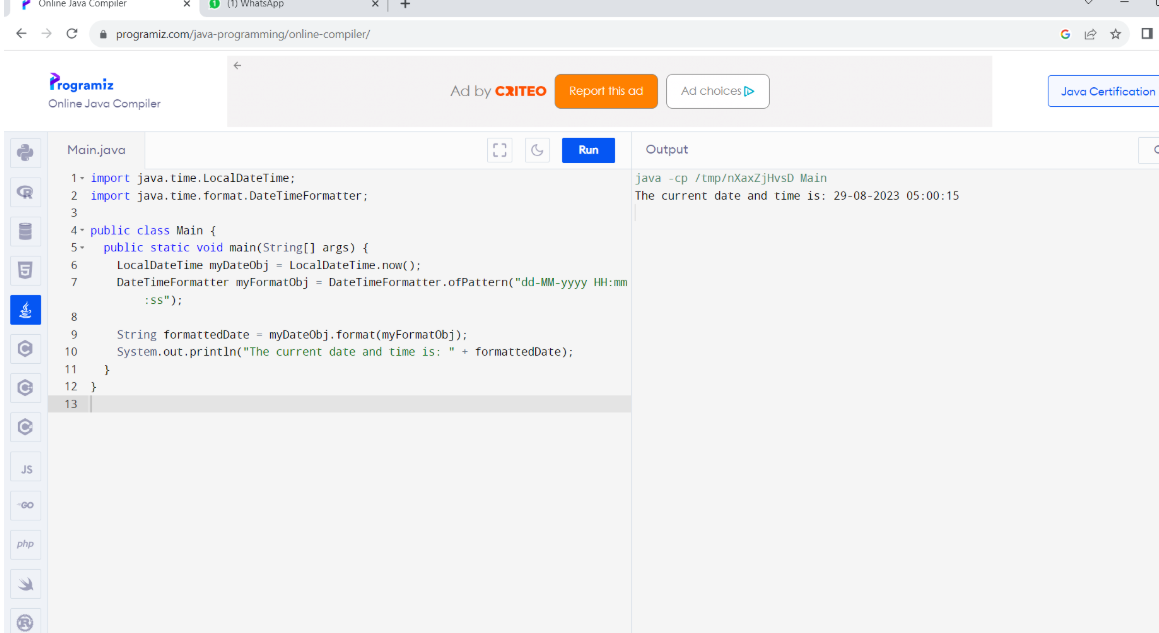 Online Java Compiler
(1) WhatsApp
programiz.com/java-programming/online-compiler/
Programiz
Online Java Compiler
Ad by CRITEO
Report this ad
Ad choices
Java Certification
Main.java
Run
Output
1 import java.time.LocalDateTime;
2 import java.time.format.DateTimeFormatter;
3
4 public class Main {
5 public static void main(String[] args) {
6 LocalDateTime myDateObj = LocalDateTime.now();
7 DateTimeFormatter myFormatObj = DateTimeFormatter.ofPattern("dd-MM-yyyy HH:mm
:ss");
8
9 String formattedDate = myDateObj.format(myFormatObj);
10 System.out.println("The current date and time is: " + formattedDate);
11 }
12 }
13
java -cp /tmp/nXaxZjHvsD Main
The current date and time is: 29-08-2023 05:00:15
JS
GO
php